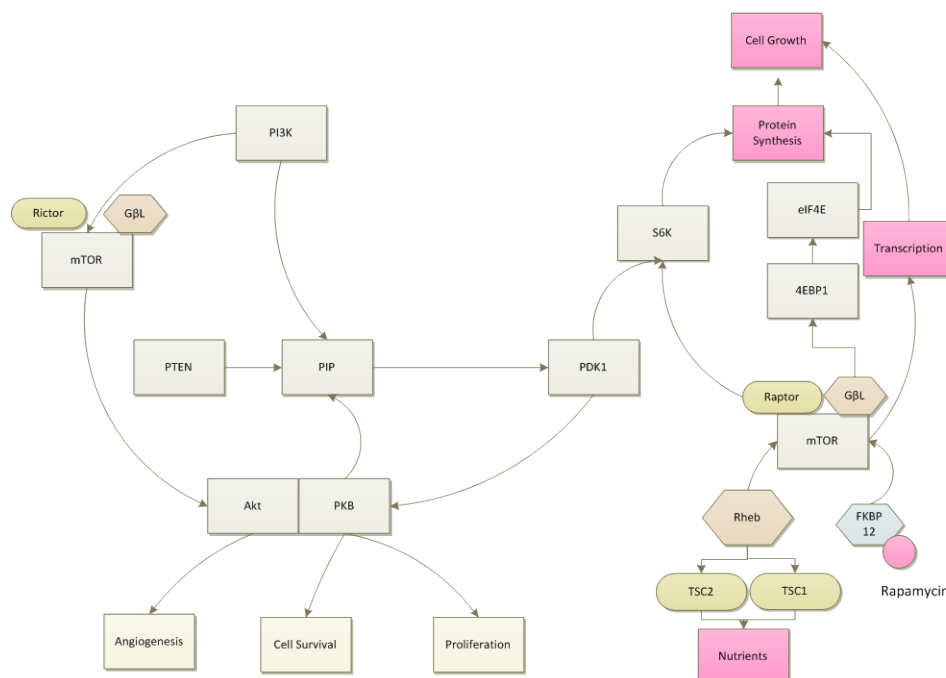 Cell Growth
Protein
Synthesis
PI3K
Rictor
GβL
mTOR
eIF4E
S6K
Transcription
4EBP1
PTEN
PIP
PDK1
Raptor
GβL
mTOR
Akt
PKB
Rheb
FKBP
12
Rapamycin
TSC2
TSC1
Angiogenesis
Cell Survival
Proliferation
Nutrients